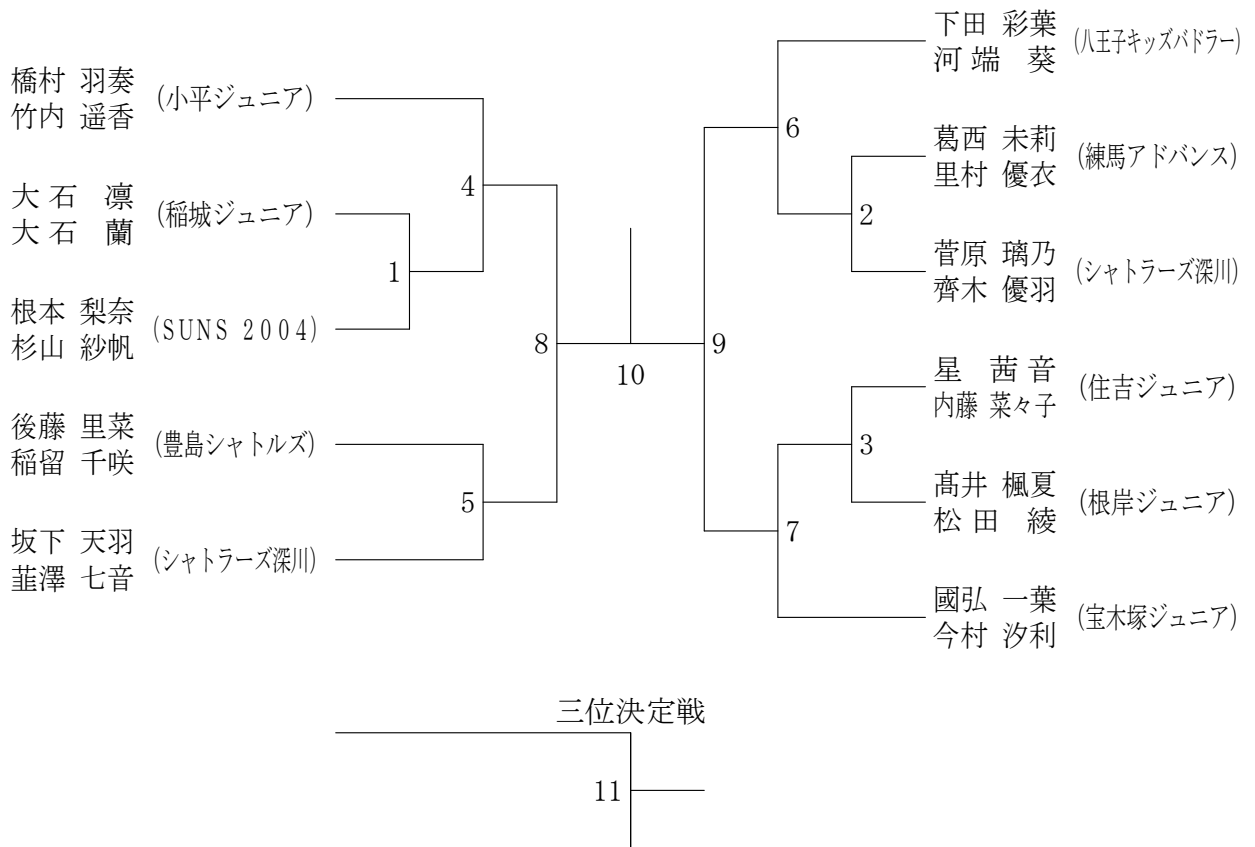 橋村 羽奏
竹内 遥香
(小平ジュニア)
大石 凛
大石 蘭
(稲城ジュニア)
根本 梨奈
杉山 紗帆
(SUNS 2004)
後藤 里菜
稲留 千咲
(豊島シャトルズ)
坂下 天羽
韮澤 七音
(シャトラーズ深川)
1
4
5
8
10
9
6
2
3
7
下田 彩葉
河端 葵
(八王子キッズバドラー)
葛西 未莉
里村 優衣
(練馬アドバンス)
菅原 璃乃
齊木 優羽
(シャトラーズ深川)
星 茜音
内藤 菜々子
(住吉ジュニア)
髙井 楓夏
松田 綾
(根岸ジュニア)
國弘 一葉
今村 汐利
(宝木塚ジュニア)
三位決定戦
11